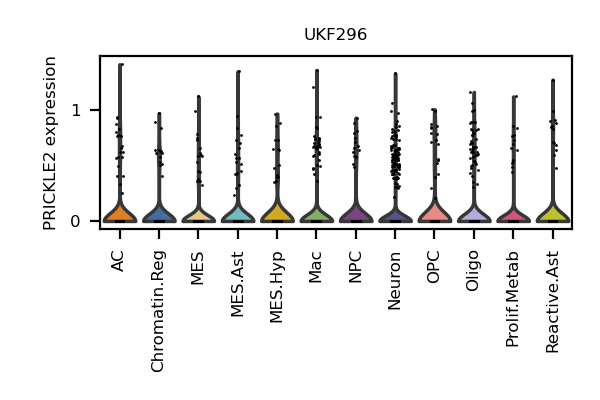 UKF296
PRICKLE2 expression
1
0
AC
Chromatin.Reg
MES
MES.Ast
MES.Hyp
Mac
NPC
Neuron
OPC
Oligo
Prolif.Metab
Reactive.Ast